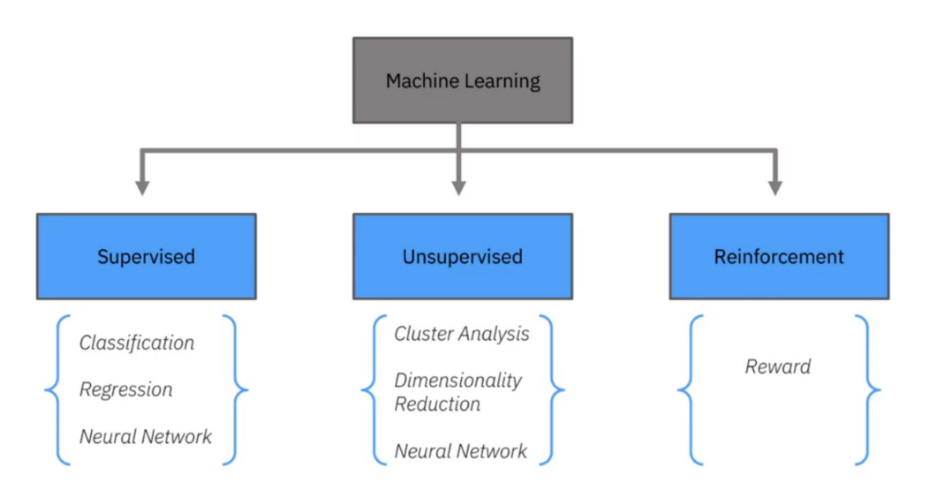 Machine Learning
Supervised
Unsupervised
Reinforcement
Classification
Regression
Neural Network
Cluster Analysis
Dimensionality
Reduction
Neural Network
Reward